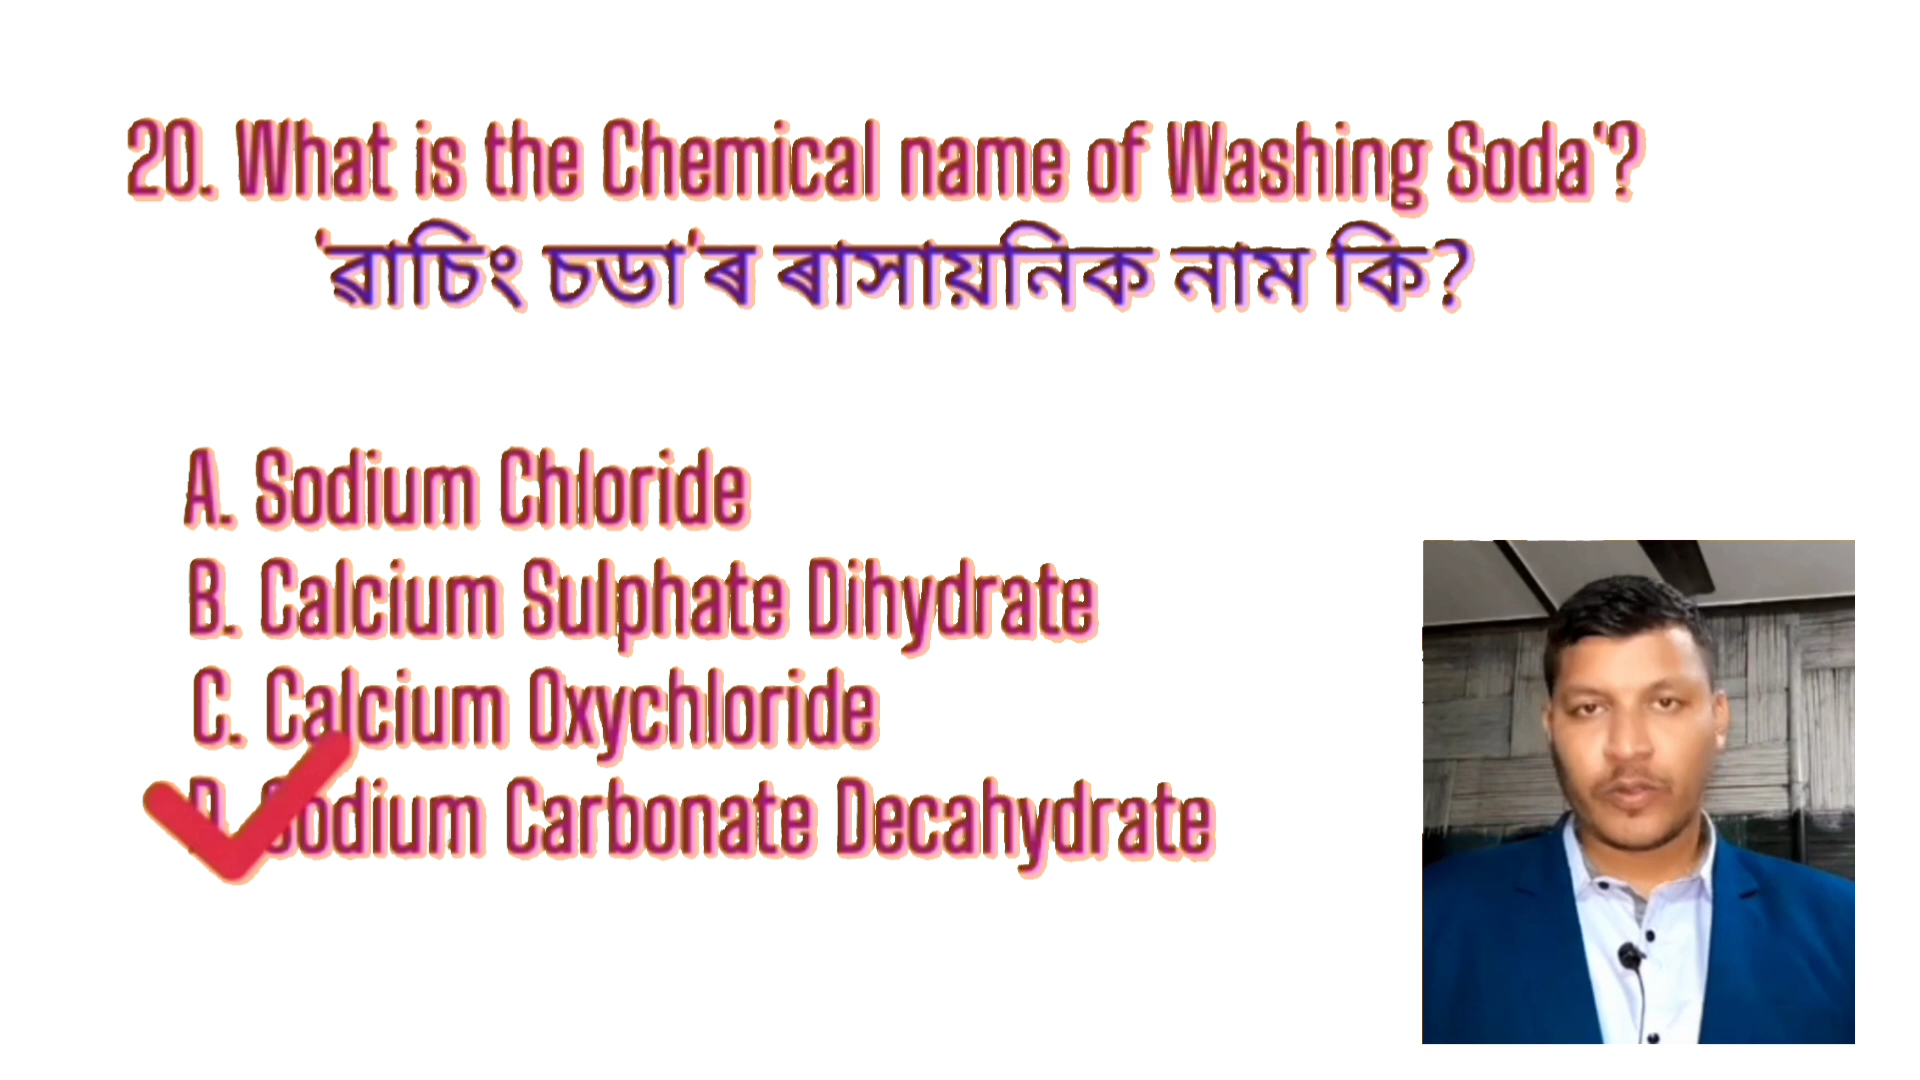 20. What is the Chemical name of Washing Soda'?
'ৱাচিং চডা'ৰ ৰাসায়নিক নাম কি?
A. Sodium Chloride
B. Calcium Sulphate Dihydrate
C. Calcium Oxychloride
D. Sodium Carbonate Decahydrate